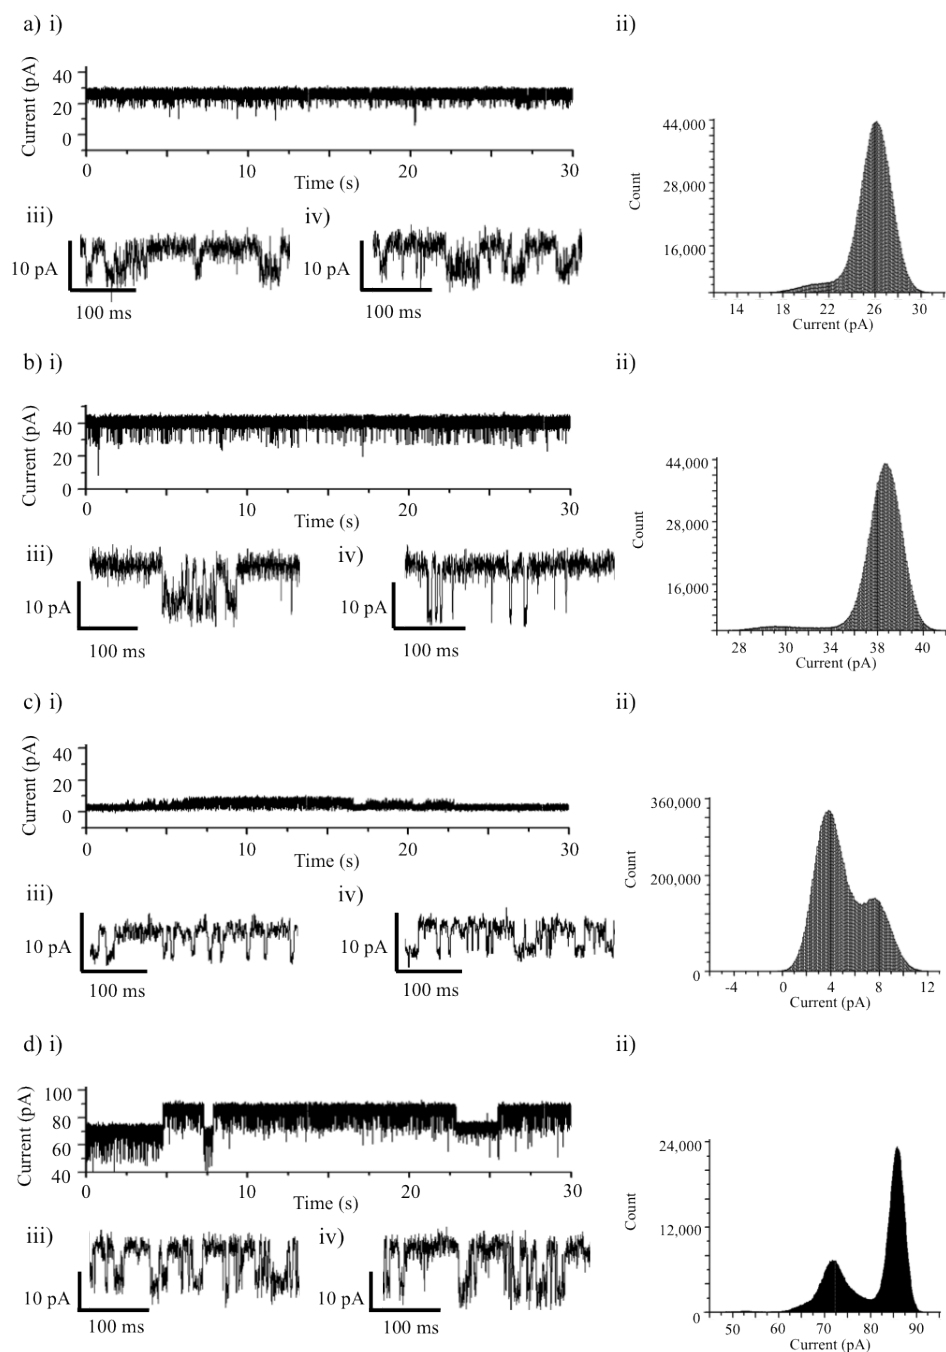 a) i)
ii)
Current (pA)
40
20
0
0 10 20 30
Time (s)
44,000
28,000
16,000
Count
14 18 22 26 30
Current (pA)
iii)
iv)
10 pA
100 ms
10 pA
100 ms
b) i)
ii)
Current (pA)
40
20
0
0 10 20 30
Time (s)
44,000
28,000
16,000
Count
28 30 34 38 40
Current (pA)
iii)
iv)
10 pA
100 ms
10 pA
100 ms
c) i)
ii)
Current (pA)
40
20
0
0 10 20 30
Time (s)
360,000
200,000
0
Count
-4 0 4 8 12
Current (pA)
iii)
iv)
10 pA
100 ms
10 pA
100 ms
d) i)
ii)
Current (pA)
100
80
60
40
0 10 20 30
Time (s)
24,000
12,000
0
Count
50 60 70 80 90
Current (pA)
iii)
iv)
10 pA
100 ms
10 pA
100 ms